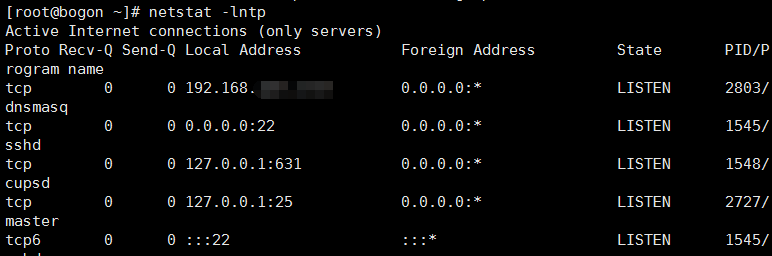 [root@bogon ~]# netstat -lntp
Active Internet connections (only servers)
Proto Recv-Q Send-Q Local Address           Foreign Address         State       PID/P
rogram name
tcp        0      0 192.168.                0.0.0.0:*               LISTEN      2803/
dnsmasq
tcp        0      0 0.0.0.0:22              0.0.0.0:*               LISTEN      1545/
sshd
tcp        0      0 127.0.0.1:631           0.0.0.0:*               LISTEN      1548/
cupsd
tcp        0      0 127.0.0.1:25            0.0.0.0:*               LISTEN      2727/
master
tcp6       0      0 :::22                   :::*                    LISTEN      1545/